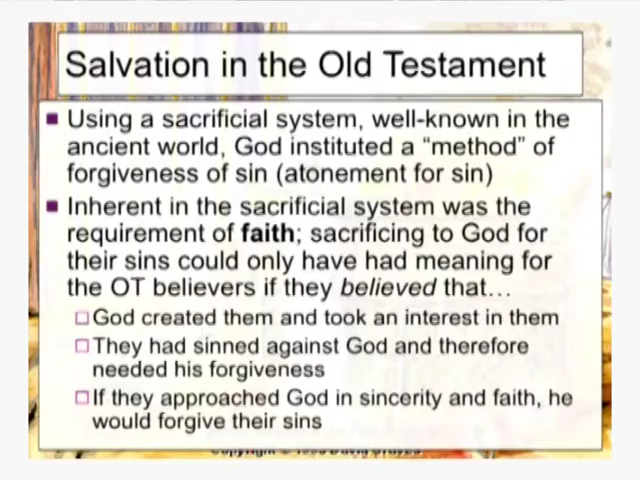 Salvation in the Old Testament
Using a sacrificial system, well-known in the
ancient world, God instituted a “method” of
forgiveness of sin (atonement for sin)
Inherent in the sacrificial system was the
requirement of faith; sacrificing to God for
their sins could only have had meaning for
the OT believers if they believed that…
God created them and took an interest in them
They had sinned against God and therefore
needed his forgiveness
If they approached God in sincerity and faith, he
would forgive their sins
Copyright ©